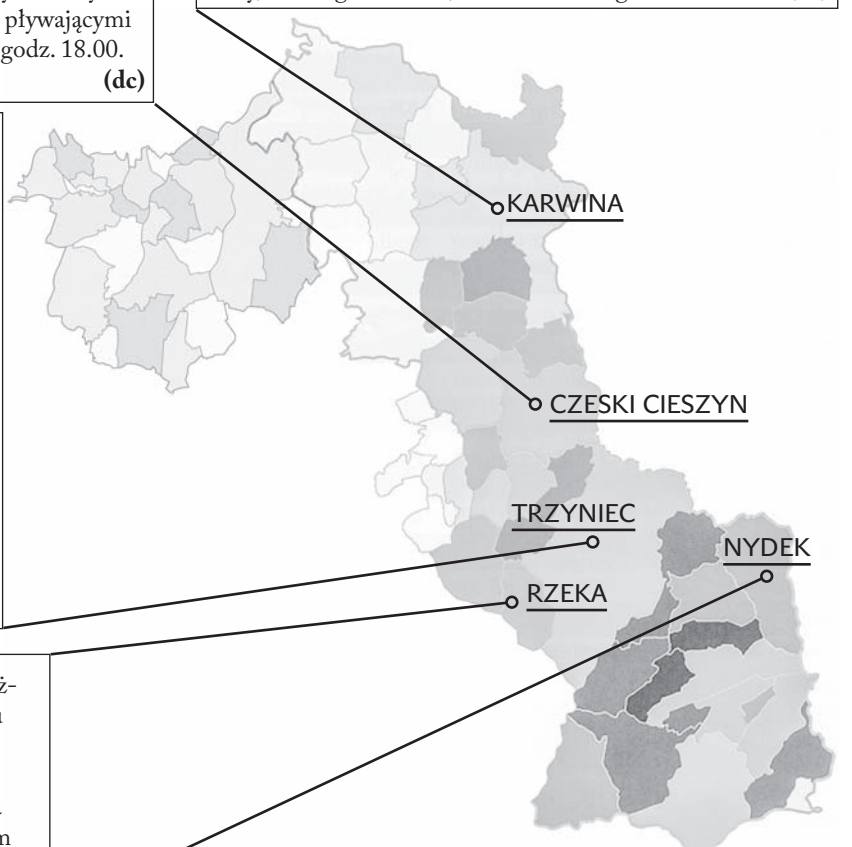 pływającymi
godz. 18.00.
(dc)
KARWINA
CZESKI CIESZYN
TRZYNIEC
NYDEK
RZEKA